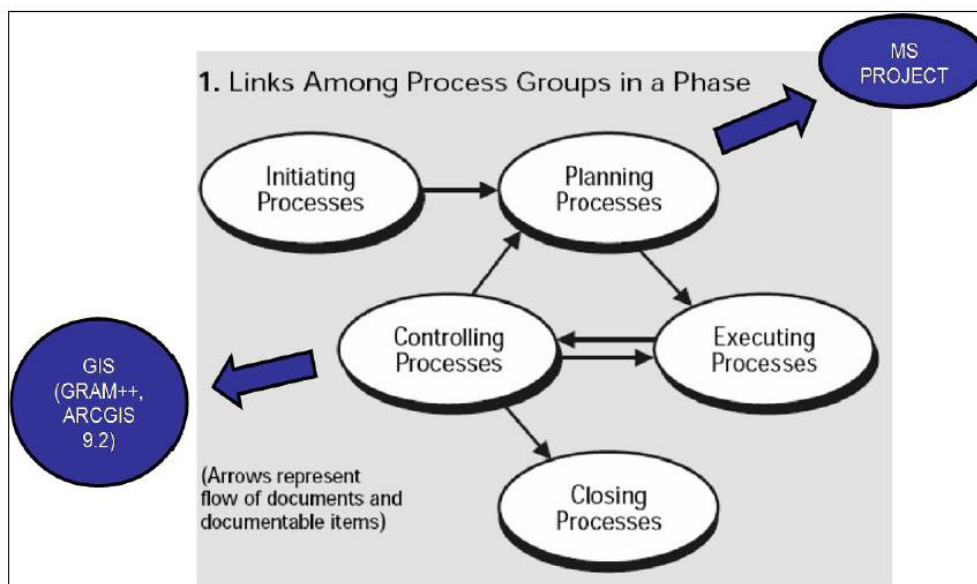 MS
PROJECT
1. Links Among Process Groups in a Phase
Initiating
Processes
Planning
Processes
Controlling
Processes
Executing
Processes
GIS
(GRAM++,
ARCGIS
9.2)
(Arrows represent
flow of documents and
documentable items)
Closing
Processes